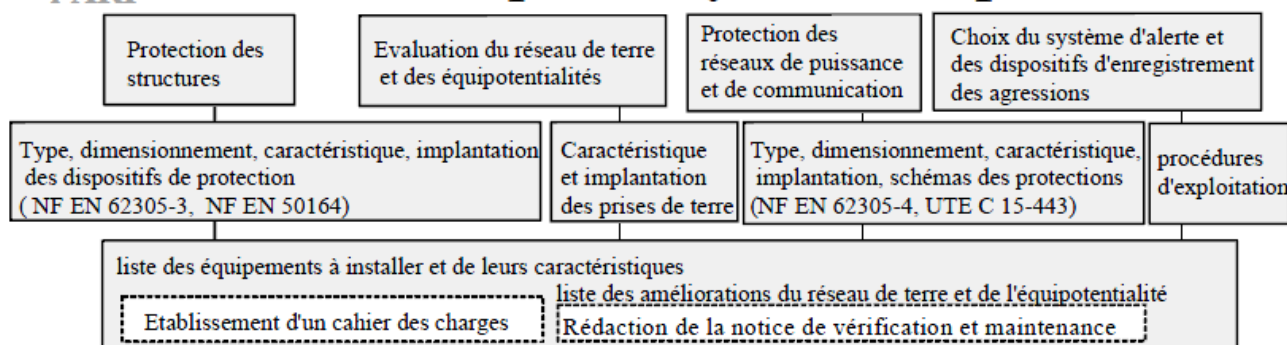 Protection des
structures
Evaluation du réseau de terre
et des équipotentialités
Protection des
réseaux de puissance
et de communication
Choix du système d'alerte et
des dispositifs d'enregistrement
des agressions
Type, dimensionnement, caractéristique, implantation
des dispositifs de protection
( NF EN 62305-3, NF EN 50164)
Caractéristique
et implantation
des prises de terre
Type, dimensionnement, caractéristique,
implantation, schémas des protections
(NF EN 62305-4, UTE C 15-443)
procédures
d'exploitation
liste des équipements à installer et de leurs caractéristiques
liste des améliorations du réseau de terre et de l'équipotentialité
Etablissement d'un cahier des charges
Rédaction de la notice de vérification et maintenance